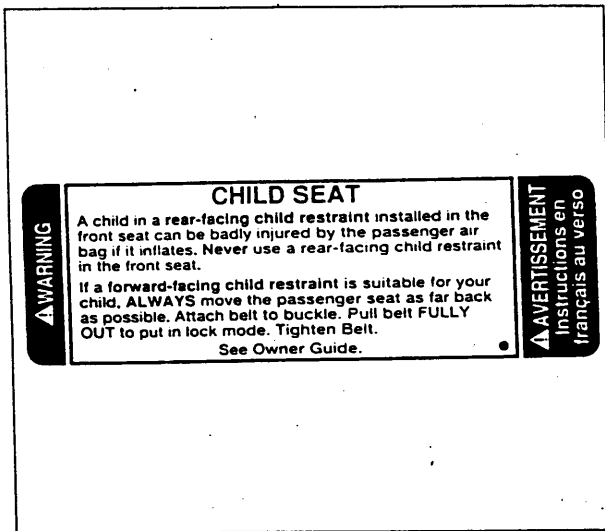 ⚠WARNING
CHILD SEAT
A child in a rear-facing child restraint installed in the
front seat can be badly injured by the passenger air
bag if it inflates. Never use a rear-facing child restraint
in the front seat.
If a forward-facing child restraint is suitable for your
child, ALWAYS move the passenger seat as far back
as possible. Attach belt to buckle. Pull belt FULLY
OUT to put in lock mode. Tighten Belt.
See Owner Guide.
⚠AVERTISSEMENT
Instructions en
français au verso